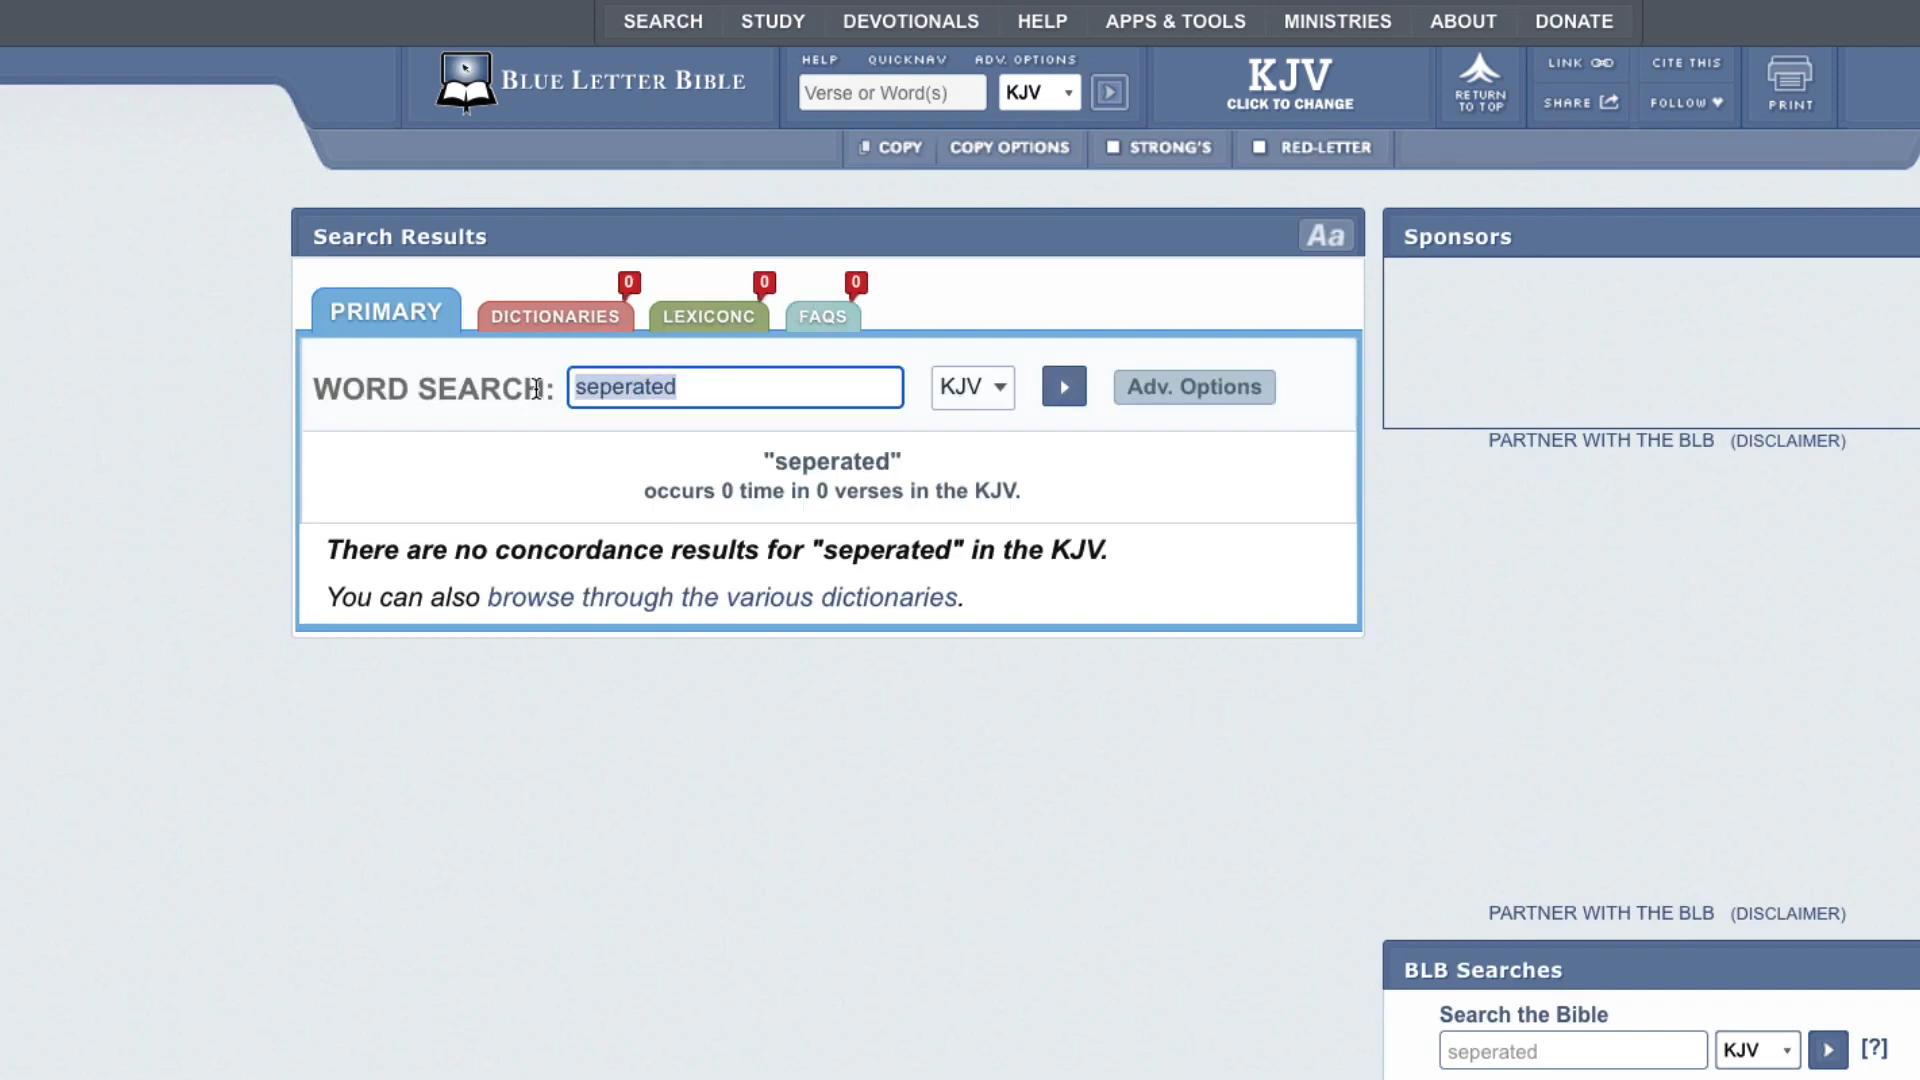 SEARCH STUDY DEVOTIONALS HELP APPS & TOOLS MINISTRIES ABOUT DONATE
BLUE LETTER BIBLE
HELP QUICKNAV ADV. OPTIONS
Verse or Word(s) KJV
KJV
CLICK TO CHANGE
RETURN
TO TOP
LINK
SHARE
CITE THIS
FOLLOW
PRINT
COPY COPY OPTIONS STRONG'S RED-LETTER
Search Results Aa
0 0 0
PRIMARY DICTIONARIES LEXICONC FAQS
WORD SEARCH: seperated KJV Adv. Options
"seperated"
occurs 0 time in 0 verses in the KJV.
There are no concordance results for "seperated" in the KJV.
You can also browse through the various dictionaries.
Sponsors
PARTNER WITH THE BLB (DISCLAIMER)
PARTNER WITH THE BLB (DISCLAIMER)
BLB Searches
Search the Bible
seperated KJV [?]